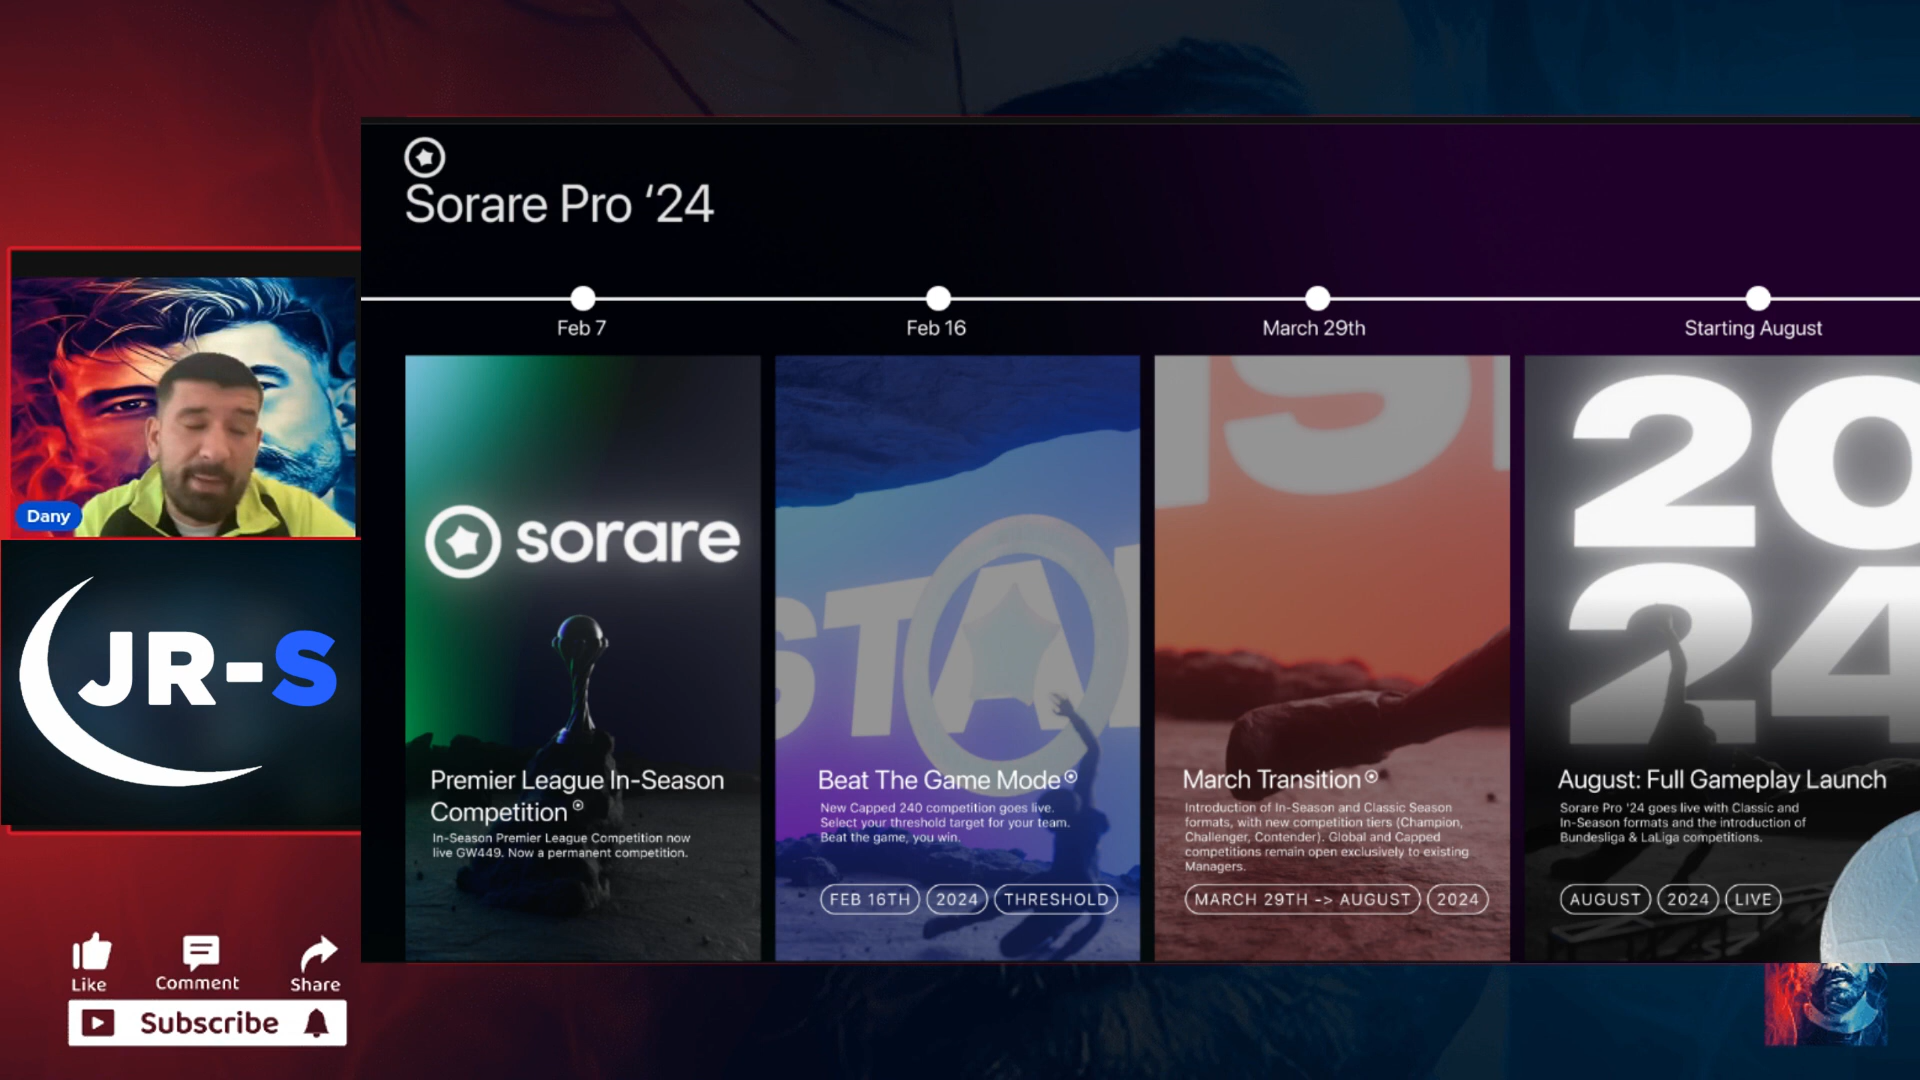 Sorare Pro ‘24
Feb 7
Feb 16
March 29th
Starting August
sorare
Premier League In-Season
Competition
In-Season Premier League Competition now
live GW449. Now a permanent competition.
STA
Beat The Game Mode
New Capped 240 competition goes live.
Select your threshold target for your team.
Beat the game, you win.
FEB 16TH
2024
THRESHOLD
March Transition
Introduction of In-Season and Classic Season
formats, with new competition tiers (Champion,
Challenger, Contender). Global and Capped
competitions remain open exclusively to existing
Managers.
MARCH 29TH -> AUGUST
2024
20
24
August: Full Gameplay Launch
Sorare Pro '24 goes live with Classic and
In-Season formats and the introduction of
Bundesliga & LaLiga competitions.
AUGUST
2024
LIVE
Dany
JR-S
Like
Comment
Share
Subscribe